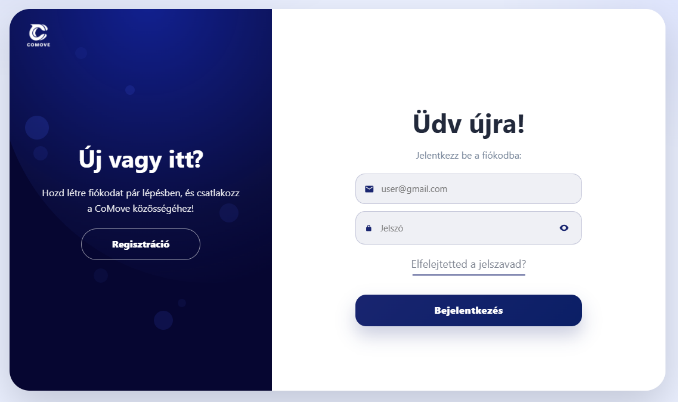 COMOVE
Új vagy itt?
Hozd létre fiókodat pár lépésben, és csatlakozz
a CoMove közösségéhez!
Regisztráció
Üdv újra!
Jelentkezz be a fiókodba:
user@gmail.com
Jelszó
Elfelejtetted a jelszavad?
Bejelentkezés